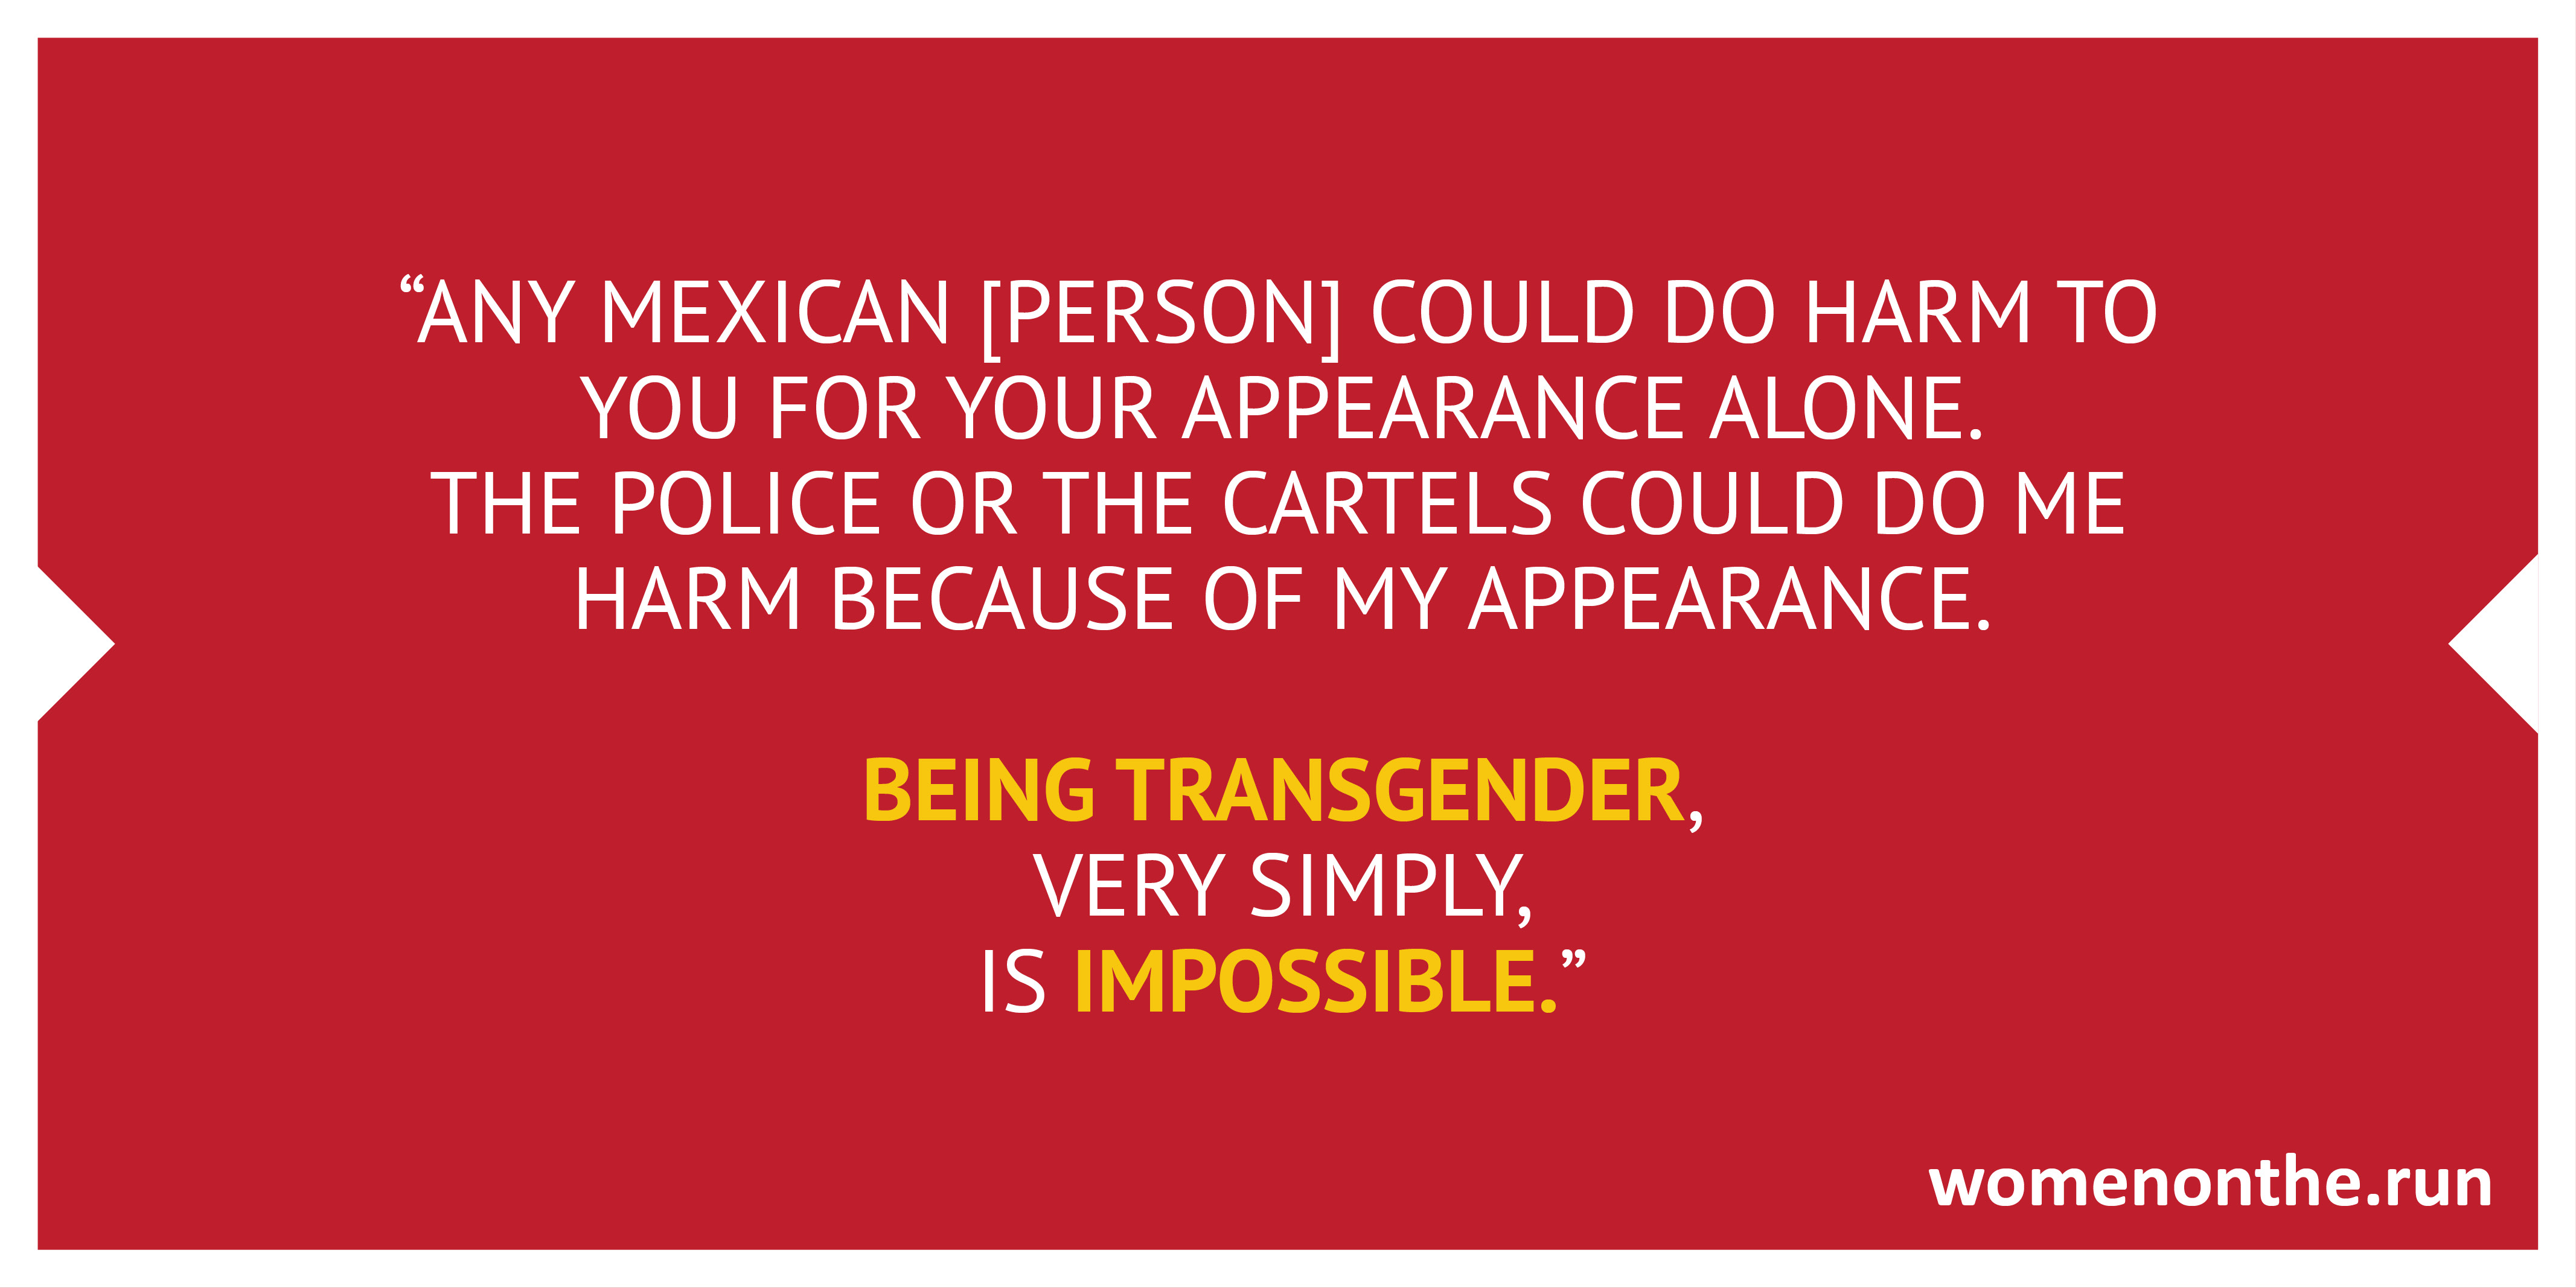 “ANY MEXICAN [PERSON] COULD DO HARM TO
YOU FOR YOUR APPEARANCE ALONE.
THE POLICE OR THE CARTELS COULD DO ME
HARM BECAUSE OF MY APPEARANCE.
BEING TRANSGENDER,
VERY SIMPLY,
IS IMPOSSIBLE.”
womenonthe.run